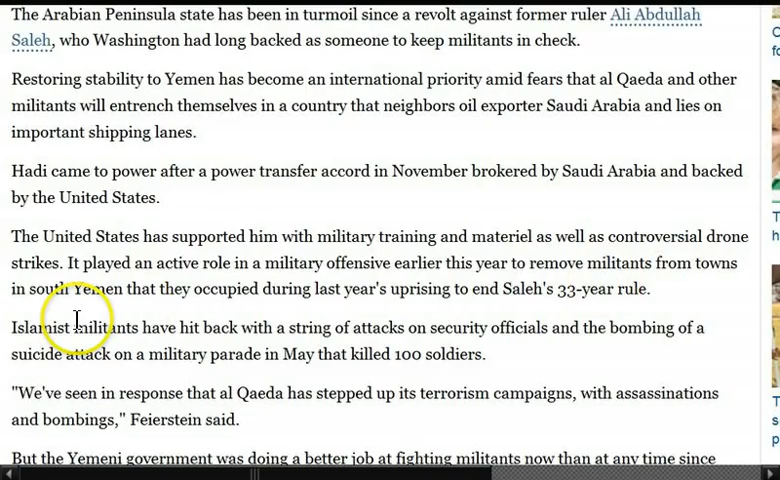 The Arabian Peninsula state has been in turmoil since a revolt against former ruler Ali Abdullah
Saleh, who Washington had long backed as someone to keep militants in check.
Restoring stability to Yemen has become an international priority amid fears that al Qaeda and other
militants will entrench themselves in a country that neighbors oil exporter Saudi Arabia and lies on
important shipping lanes.
Hadi came to power after a power transfer accord in November brokered by Saudi Arabia and backed
by the United States.
The United States has supported him with military training and materiel as well as controversial drone
strikes. It played an active role in a military offensive earlier this year to remove militants from towns
in south Yemen that they occupied during last year's uprising to end Saleh's 33-year rule.
Islamist militants have hit back with a string of attacks on security officials and the bombing of a
suicide attack on a military parade in May that killed 100 soldiers.
"We've seen in response that al Qaeda has stepped up its terrorism campaigns, with assassinations
and bombings," Feierstein said.
But the Yemeni government was doing a better job at fighting militants now than at any time since